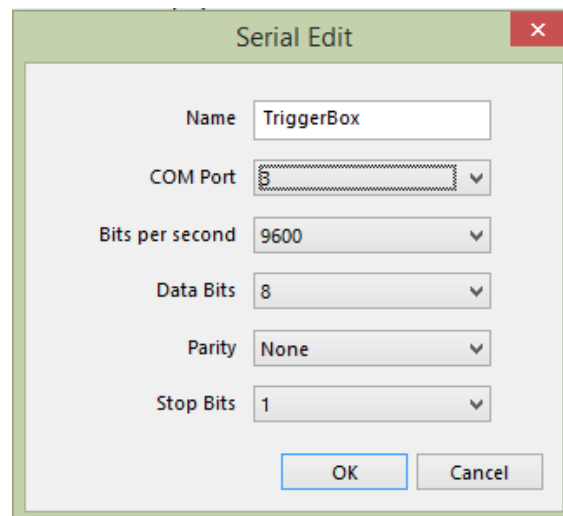 Serial Edit
Name TriggerBox
COM Port 3
Bits per second 9600
Data Bits 8
Parity None
Stop Bits 1
OK Cancel